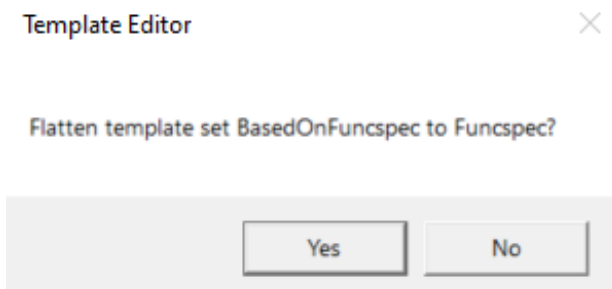 Template Editor
Flatten template set BasedOnFuncspec to Funcspec?
Yes
No